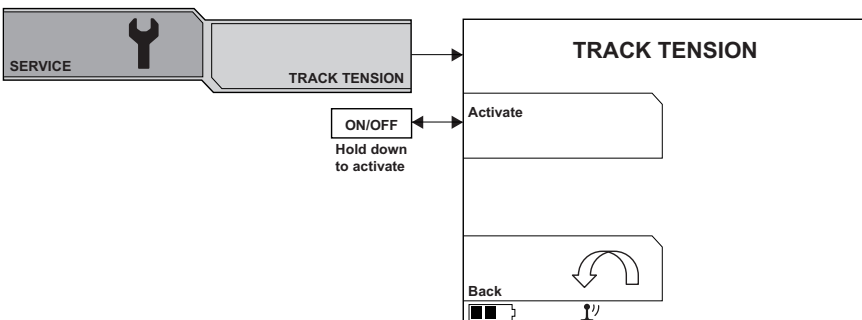 SERVICE
TRACK TENSION
TRACK TENSION
ON/OFF
Hold down
to activate
Activate
Back